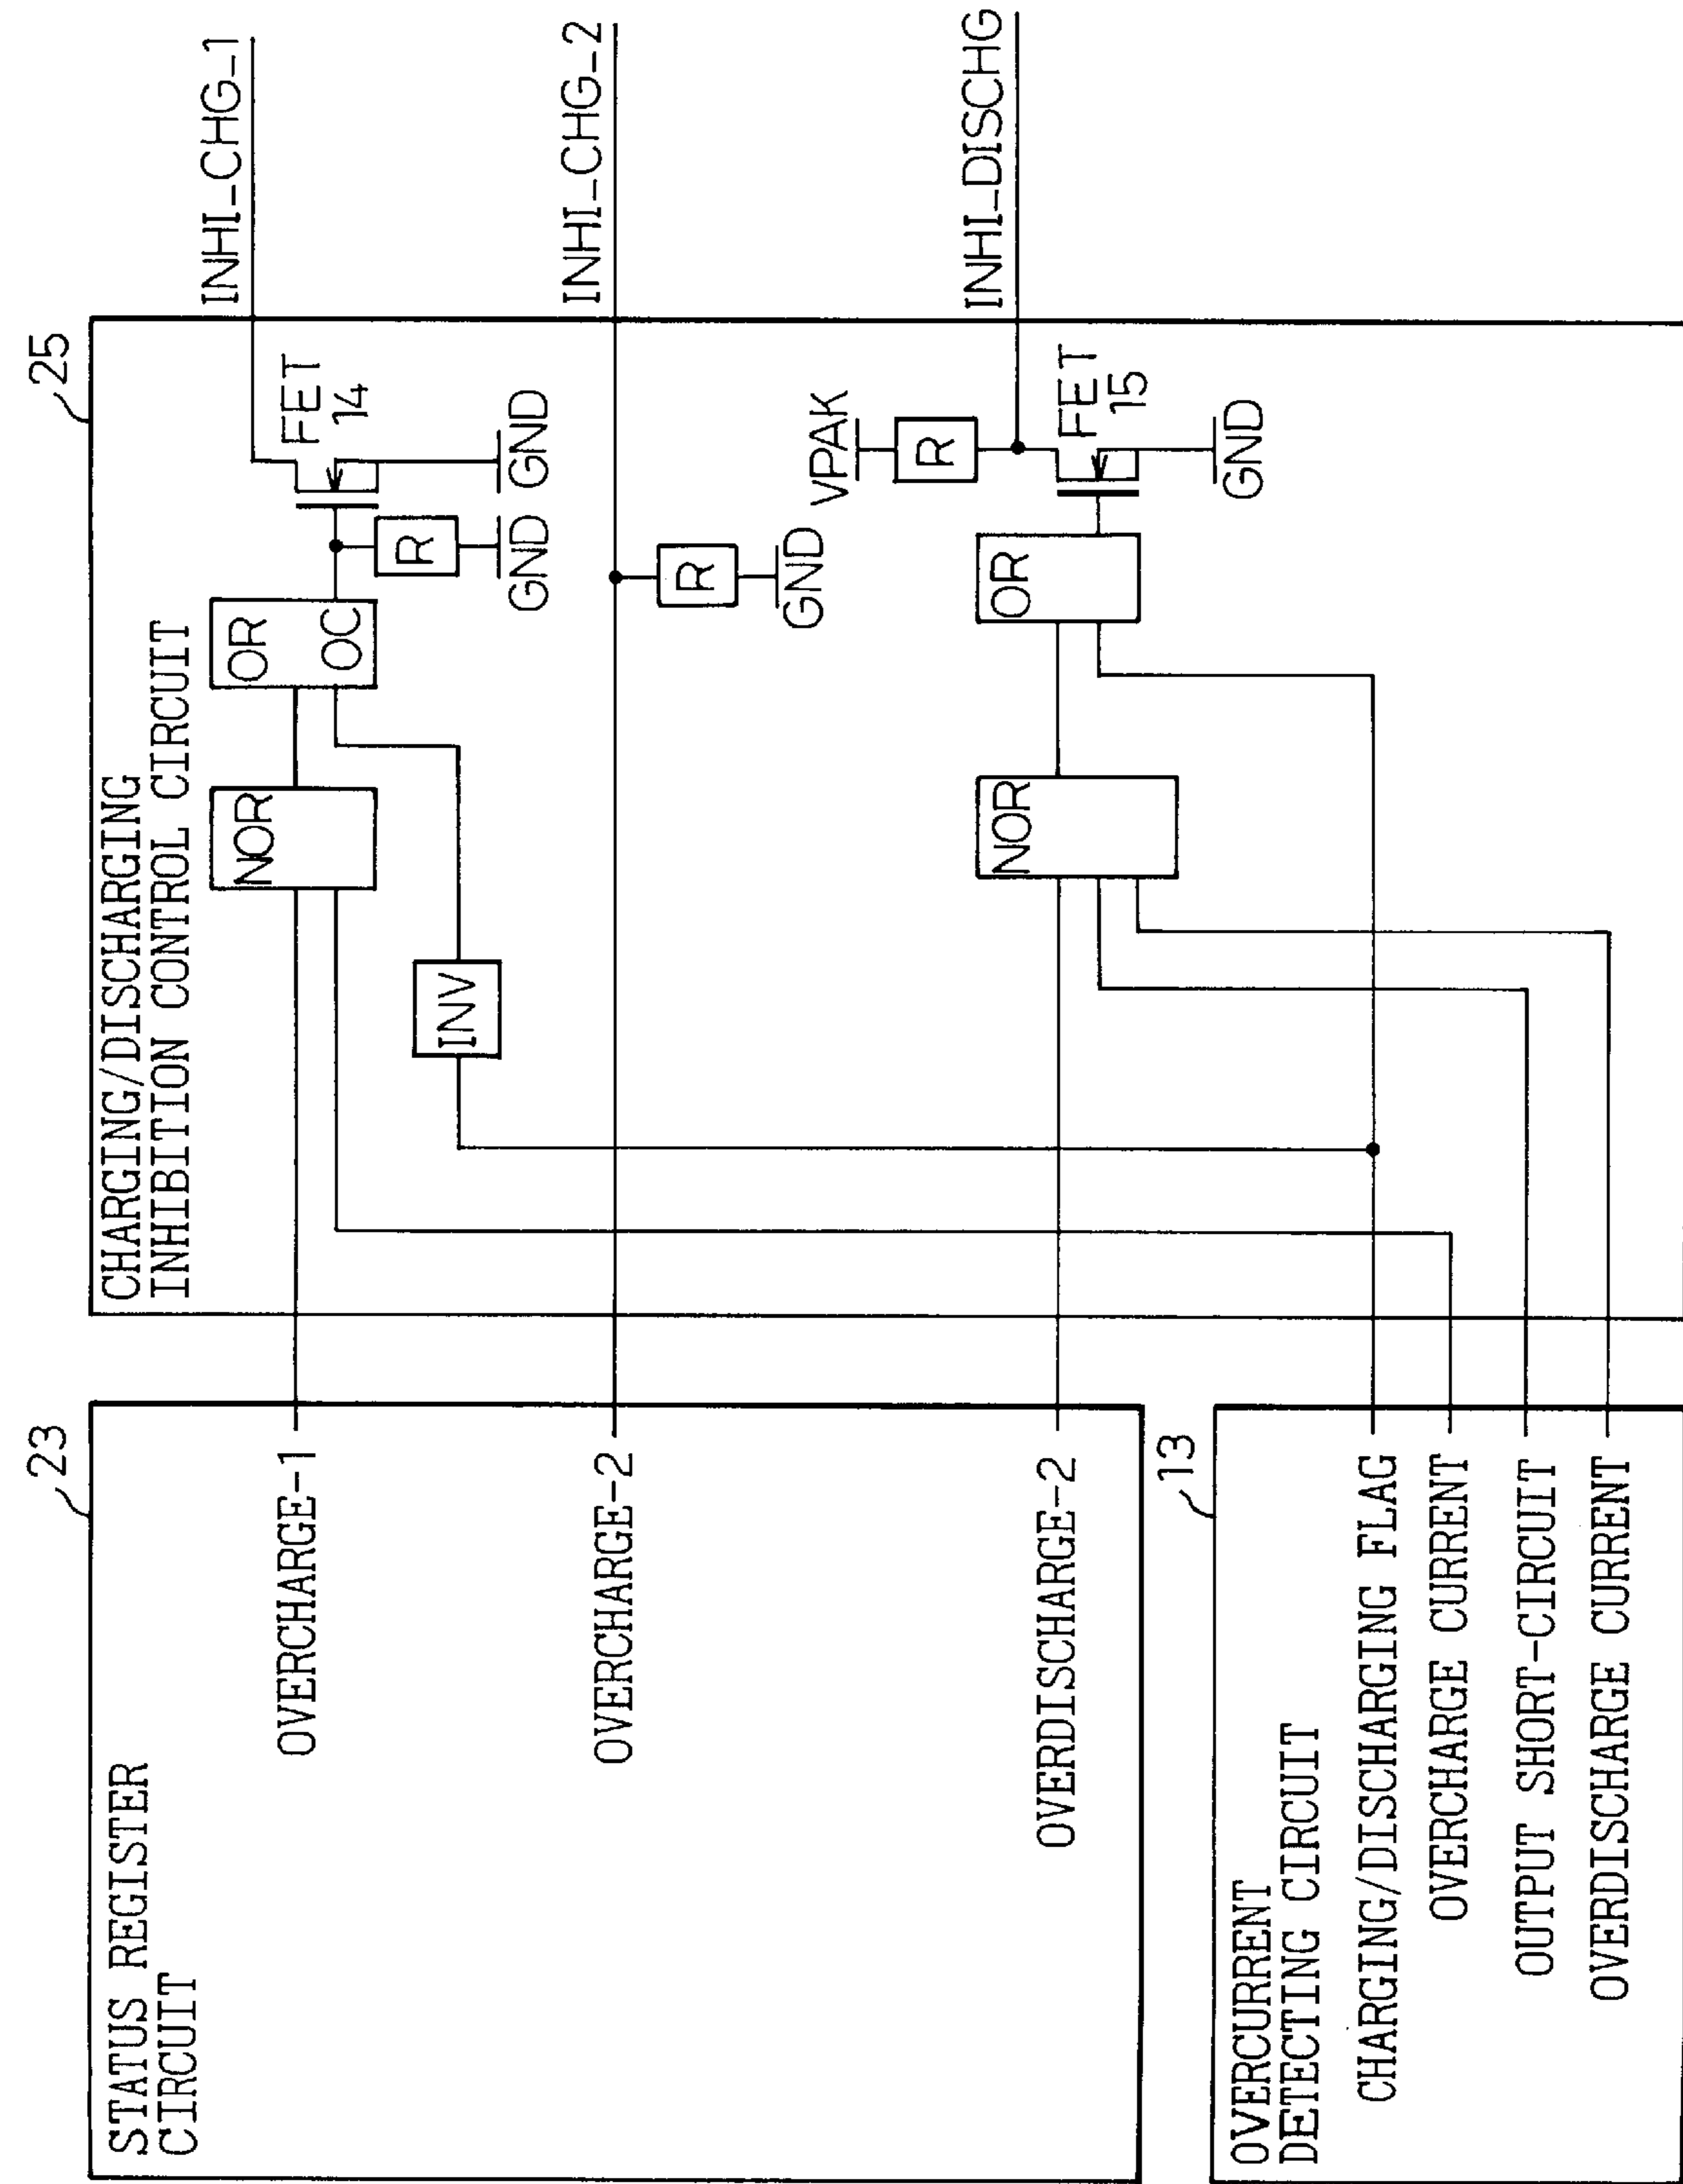 STATUS REGISTER
CIRCUIT
23
OVERCHARGE-1
OVERCHARGE-2
OVERDISCHARGE-2
OVERCURRENT
DETECTING CIRCUIT
13
CHARGING/DISCHARGING FLAG
OVERCHARGE CURRENT
OUTPUT SHORT-CIRCUIT
OVERDISCHARGE CURRENT
CHARGING/DISCHARGING
INHIBITION CONTROL CIRCUIT
25
NOR
OR
OC
INV
R
GND
FET
14
GND
INHI_CHG_1
R
GND
INHI_CHG_2
NOR
OR
VPAK
R
FET
15
GND
INHI_DISCHG